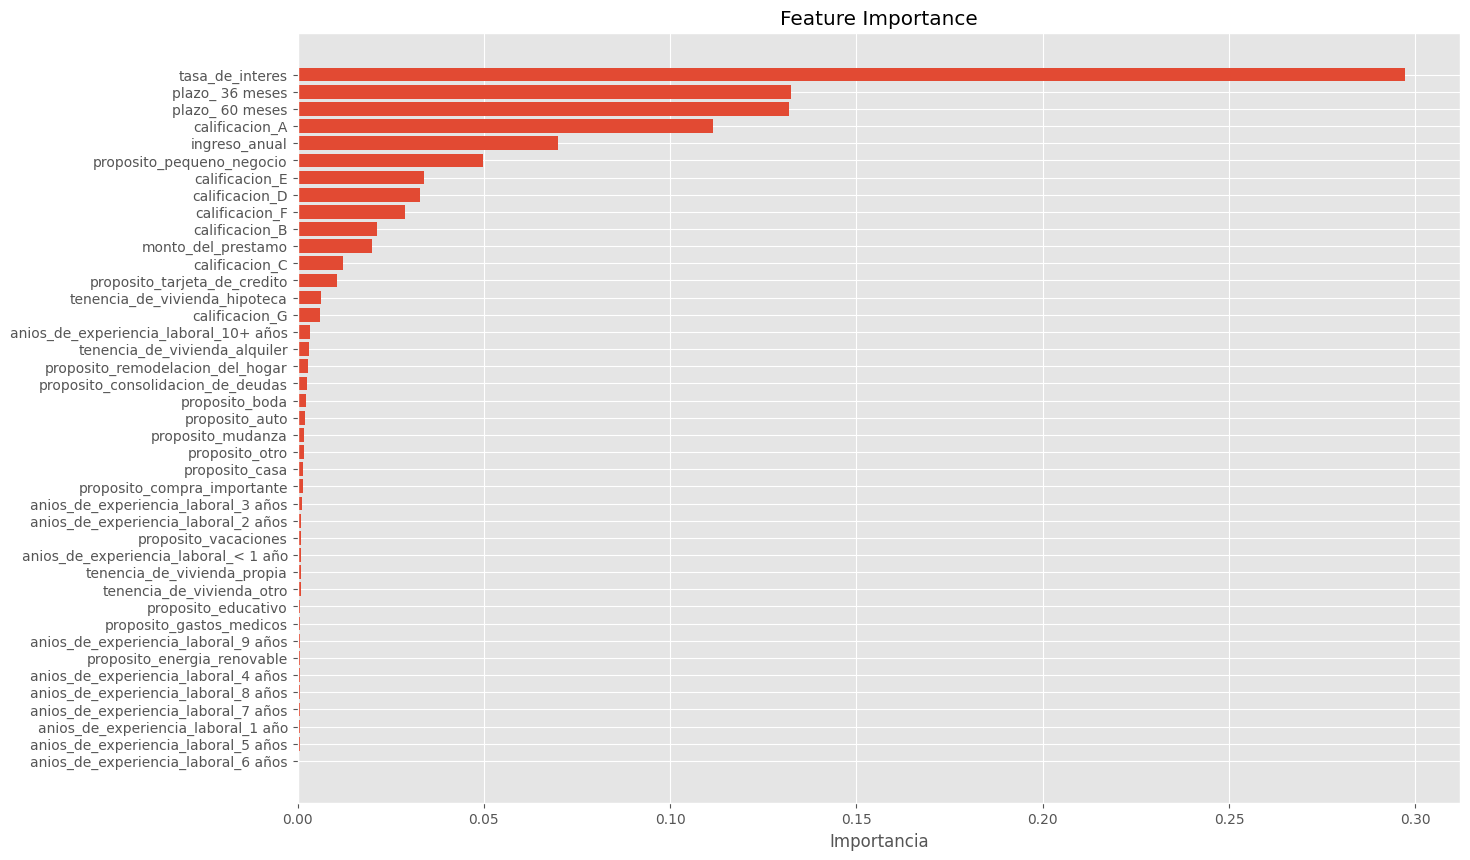 Feature Importance
tasa_de_interes
plazo_ 36 meses
plazo_ 60 meses
calificacion_A
ingreso_anual
proposito_pequeno_negocio
calificacion_E
calificacion_D
calificacion_F
calificacion_B
monto_del_prestamo
calificacion_C
proposito_tarjeta_de_credito
tenencia_de_vivienda_hipoteca
calificacion_G
anios_de_experiencia_laboral_10+ años
tenencia_de_vivienda_alquiler
proposito_remodelacion_del_hogar
proposito_consolidacion_de_deudas
proposito_boda
proposito_auto
proposito_mudanza
proposito_otro
proposito_casa
proposito_compra_importante
anios_de_experiencia_laboral_3 años
anios_de_experiencia_laboral_2 años
proposito_vacaciones
anios_de_experiencia_laboral_< 1 año
tenencia_de_vivienda_propia
tenencia_de_vivienda_otro
proposito_educativo
proposito_gastos_medicos
anios_de_experiencia_laboral_9 años
proposito_energia_renovable
anios_de_experiencia_laboral_4 años
anios_de_experiencia_laboral_8 años
anios_de_experiencia_laboral_7 años
anios_de_experiencia_laboral_1 año
anios_de_experiencia_laboral_5 años
anios_de_experiencia_laboral_6 años
0.00 0.05 0.10 0.15 0.20 0.25 0.30
Importancia